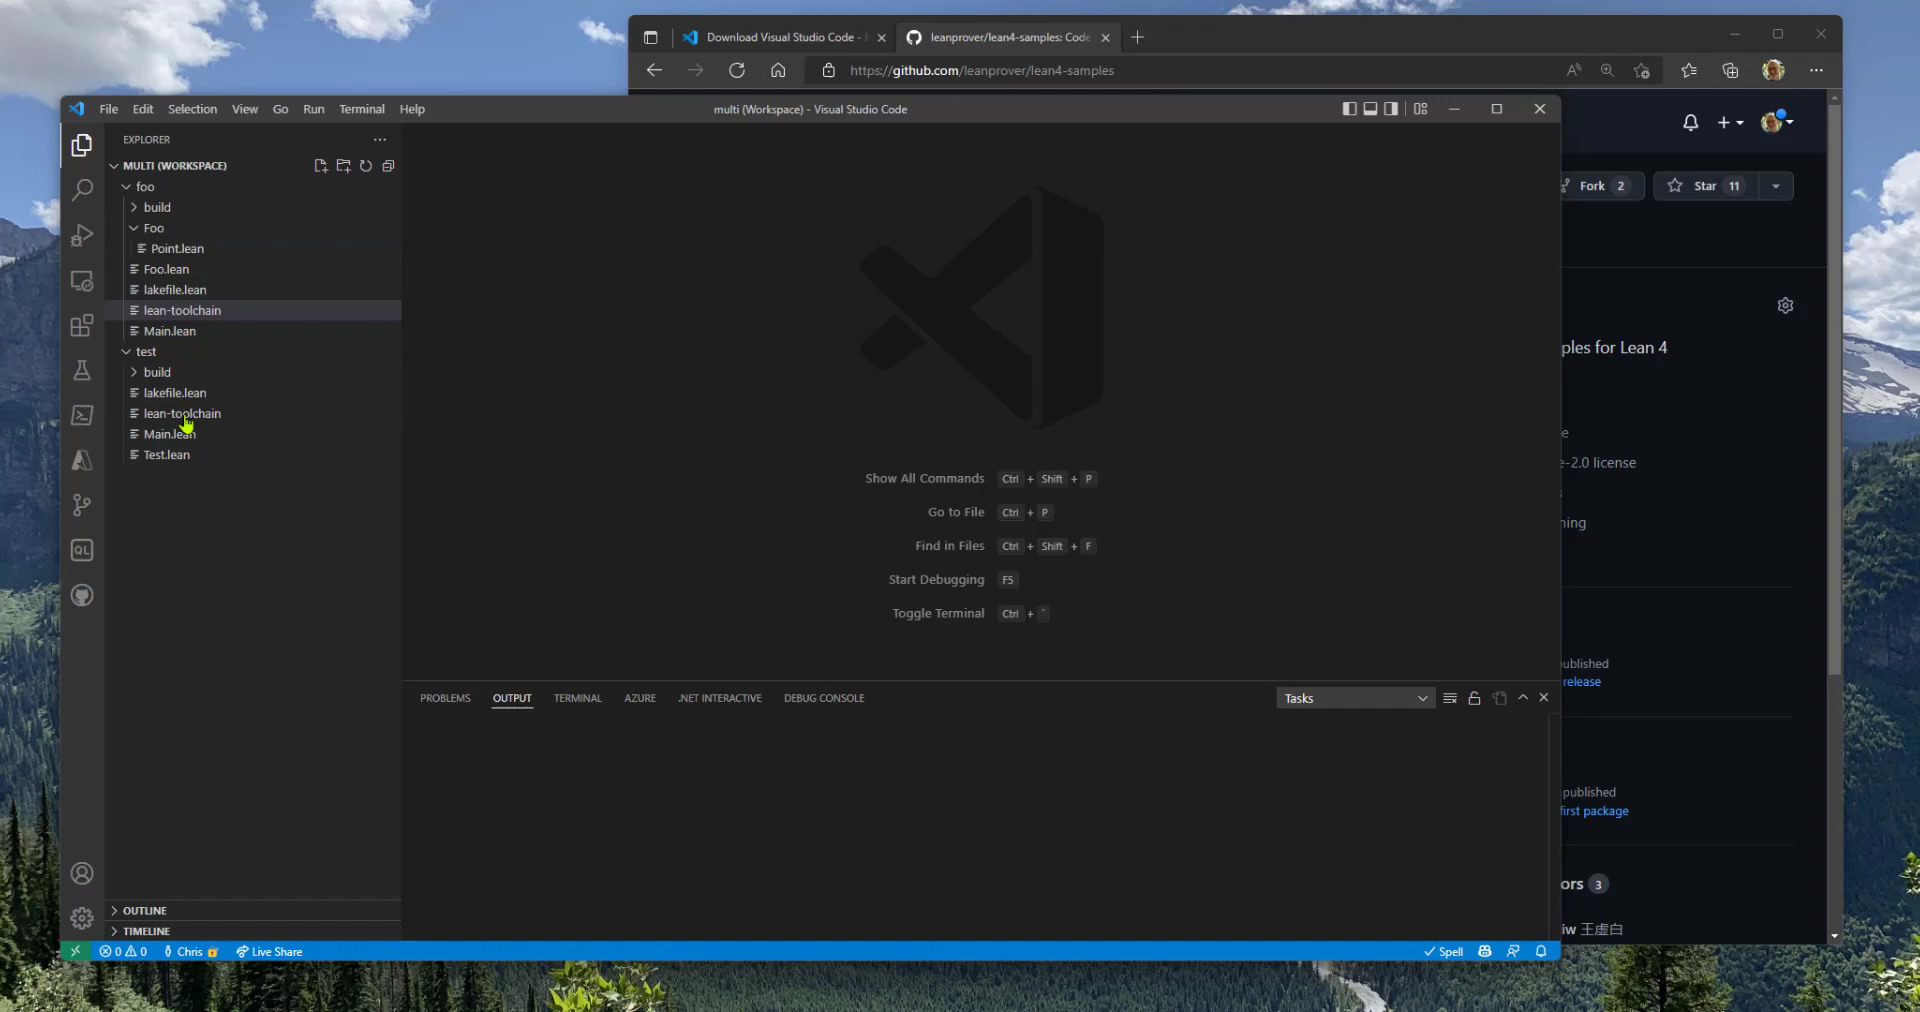 Download Visual Studio Code -
leanprover/lean4-samples: Code
https://github.com/leanprover/lean4-samples
File Edit Selection View Go Run Terminal Help
multi (Workspace) - Visual Studio Code
EXPLORER
MULTI (WORKSPACE)
foo
build
Foo
Point.lean
Foo.lean
lakefile.lean
lean-toolchain
Main.lean
test
build
lakefile.lean
lean-toolchain
Main.lean
Test.lean
OUTLINE
TIMELINE
QL
Show All Commands Ctrl + Shift + P
Go to File Ctrl + P
Find in Files Ctrl + Shift + F
Start Debugging F5
Toggle Terminal Ctrl + `
PROBLEMS OUTPUT TERMINAL AZURE .NET INTERACTIVE DEBUG CONSOLE
Tasks
0 0 Chris Live Share
Spell
Fork 2 Star 11
ples for Lean 4
e
e-2.0 license
s
ning
ublished
release
published
first package
ors 3
iw 王虛白